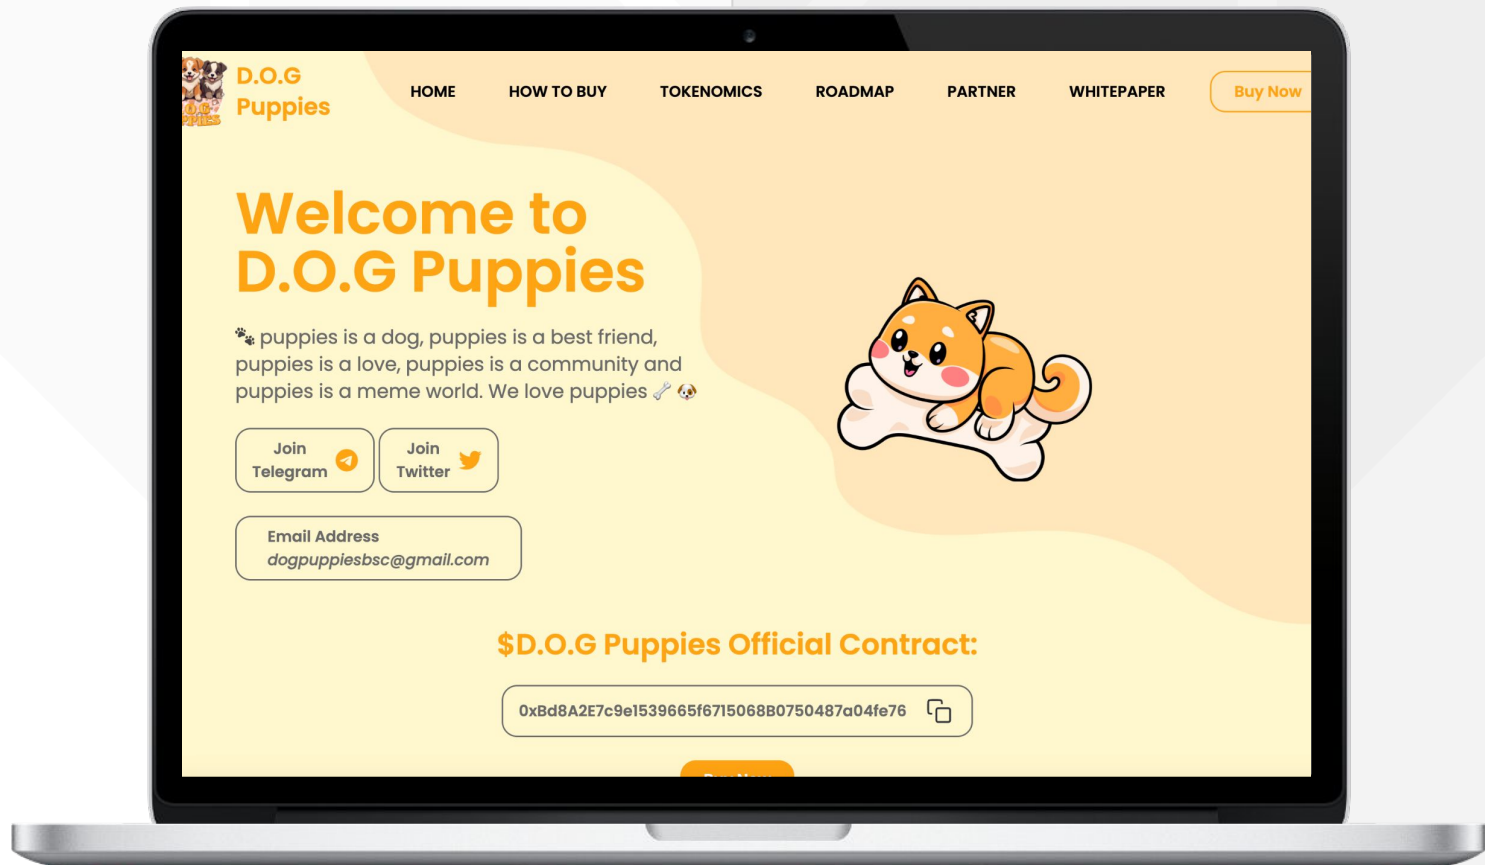 D.O.G
Puppies
HOME
HOW TO BUY
TOKENOMICS
ROADMAP
PARTNER
WHITEPAPER
Buy Now
Welcome to
D.O.G Puppies
🐾 puppies is a dog, puppies is a best friend,
puppies is a love, puppies is a community and
puppies is a meme world. We love puppies 🦴 🐶
Join
Telegram
Join
Twitter
Email Address
dogpuppiesbsc@gmail.com
$D.O.G Puppies Official Contract:
0xBd8A2E7c9e1539665f6715068B0750487a04fe76